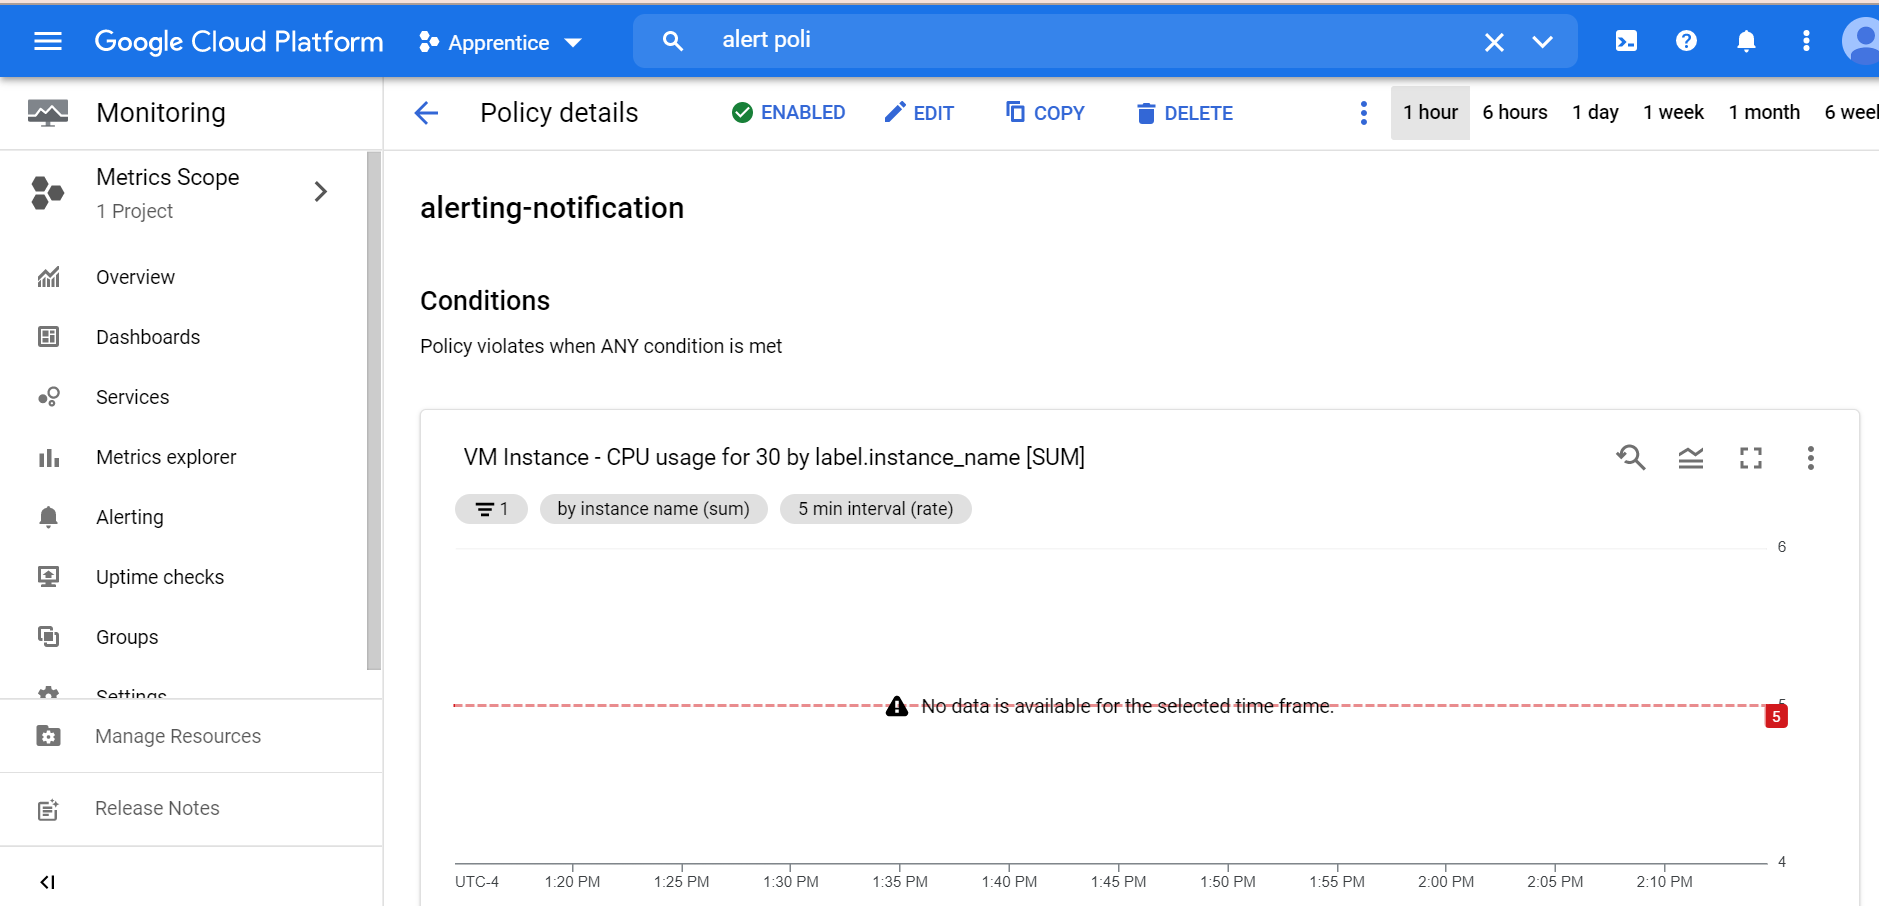 Google Cloud Platform
Apprentice
alert poli
Monitoring
Policy details
ENABLED
EDIT
COPY
DELETE
1 hour
6 hours
1 day
1 week
1 month
6 weel
Metrics Scope
1 Project
Overview
Dashboards
Services
Metrics explorer
Alerting
Uptime checks
Groups
Settings
Manage Resources
Release Notes
alerting-notification
Conditions
Policy violates when ANY condition is met
VM Instance - CPU usage for 30 by label.instance_name [SUM]
1
by instance name (sum)
5 min interval (rate)
6
No data is available for the selected time frame.
5
5
4
UTC-4
1:20 PM
1:25 PM
1:30 PM
1:35 PM
1:40 PM
1:45 PM
1:50 PM
1:55 PM
2:00 PM
2:05 PM
2:10 PM